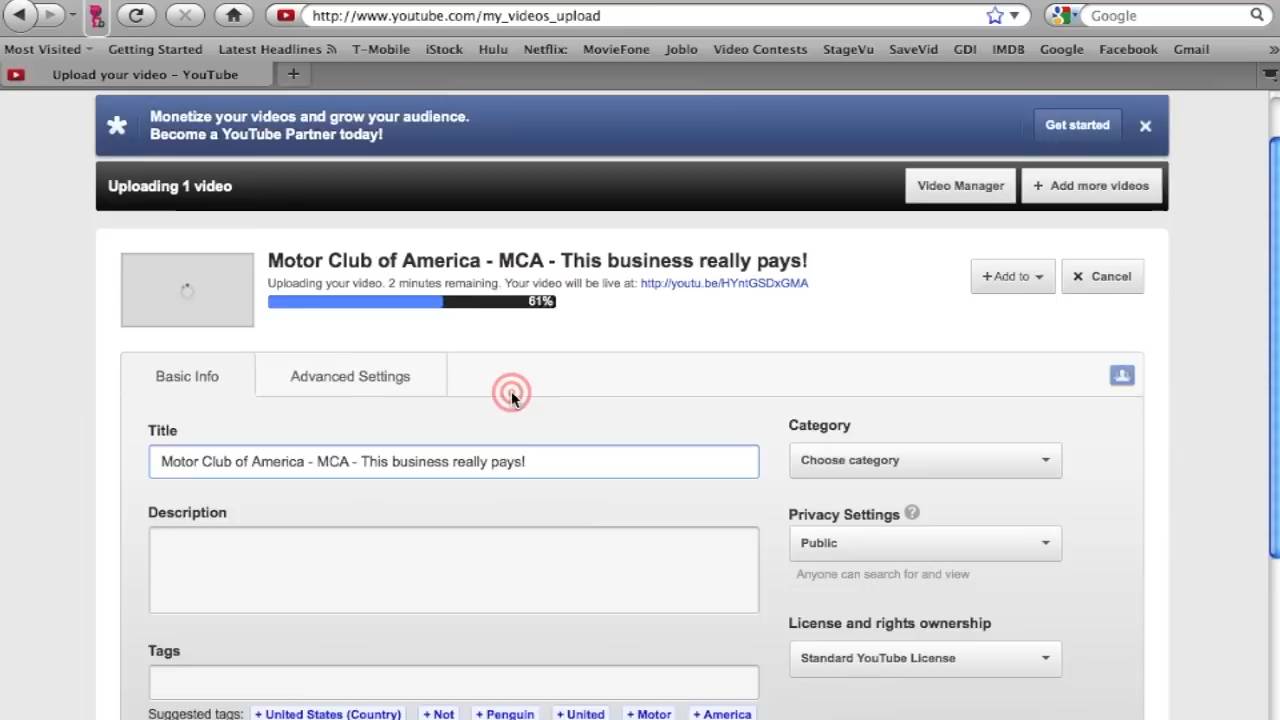 http://www.youtube.com/my_videos_upload
Google
Most Visited Getting Started Latest Headlines T-Mobile iStock Hulu Netflix: MovieFone Joblo Video Contests StageVu SaveVid GDI IMDB Google Facebook Gmail »
Upload your video – YouTube +
Monetize your videos and grow your audience.
Become a YouTube Partner today!
Get started
Uploading 1 video
Video Manager
+ Add more videos
Motor Club of America - MCA - This business really pays!
Uploading your video. 2 minutes remaining. Your video will be live at: http://youtu.be/HYntGSDxGMA
61%
+ Add to
× Cancel
Basic Info
Advanced Settings
Title
Motor Club of America - MCA - This business really pays!
Description
Tags
Suggested tags: + United States (Country) + Not + Penguin + United + Motor + America
Category
Choose category
Privacy Settings ?
Public
Anyone can search for and view
License and rights ownership
Standard YouTube License